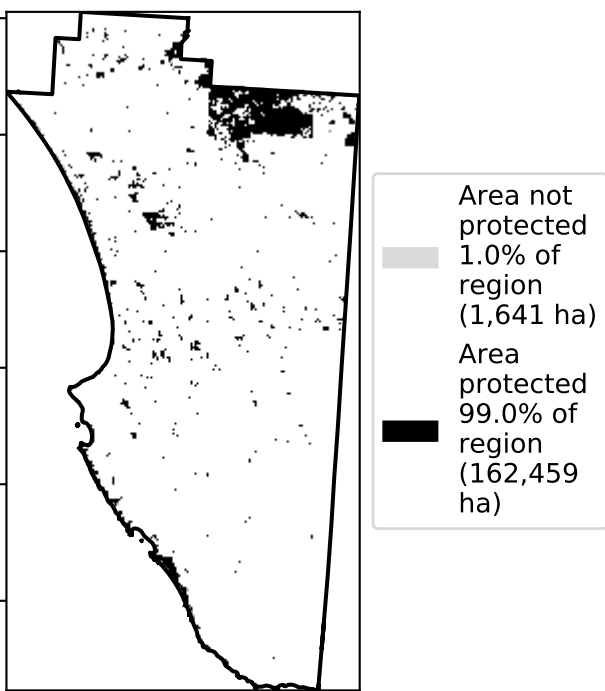 Area not
protected
1.0% of
region
(1,641 ha)
Area
protected
99.0% of
region
(162,459
ha)